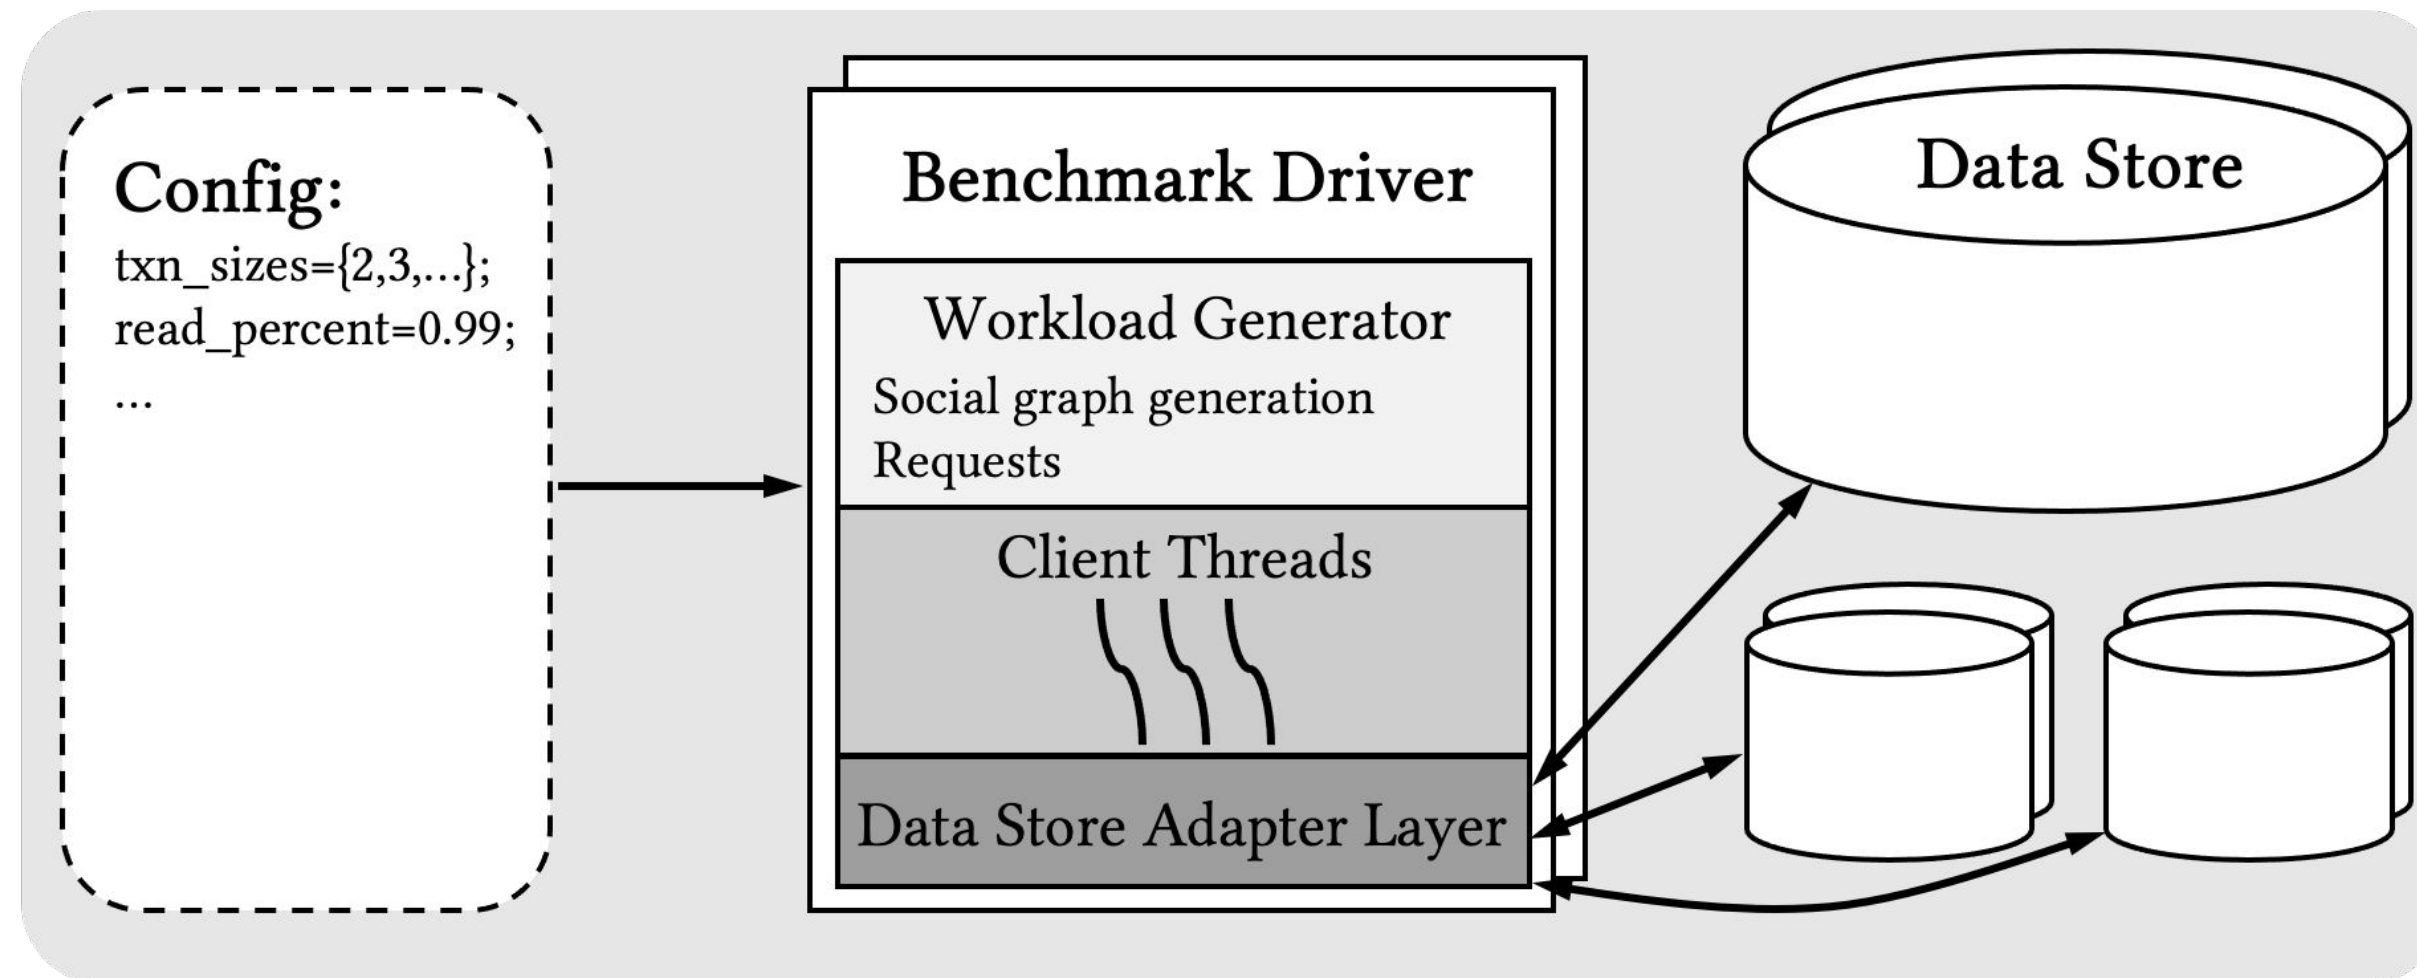 Config:
txn_sizes={2,3,...};
read_percent=0.99;
...
Benchmark Driver
Workload Generator
Social graph generation
Requests
Client Threads
Data Store Adapter Layer
Data Store